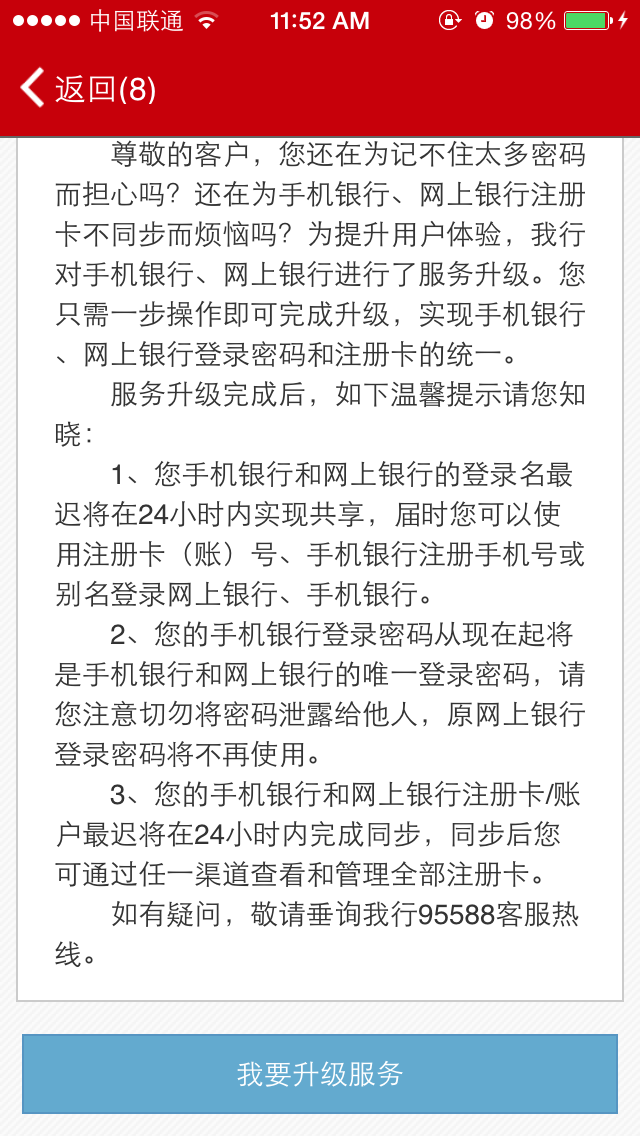 中国联通 11:52 AM 98%
返回(8)
尊敬的客户，您还在为记不住太多密码
而担心吗？还在为手机银行、网上银行注册
卡不同步而烦恼吗？为提升用户体验，我行
对手机银行、网上银行进行了服务升级。您
只需一步操作即可完成升级，实现手机银行
、网上银行登录密码和注册卡的统一。
服务升级完成后，如下温馨提示请您知
晓：
1、您手机银行和网上银行的登录名最
迟将在24小时内实现共享，届时您可以使
用注册卡（账）号、手机银行注册手机号或
别名登录网上银行、手机银行。
2、您的手机银行登录密码从现在起将
是手机银行和网上银行的唯一登录密码，请
您注意切勿将密码泄露给他人，原网上银行
登录密码将不再使用。
3、您的手机银行和网上银行注册卡/账
户最迟将在24小时内完成同步，同步后您
可通过任一渠道查看和管理全部注册卡。
如有疑问，敬请垂询我行95588客服热
线。
我要升级服务